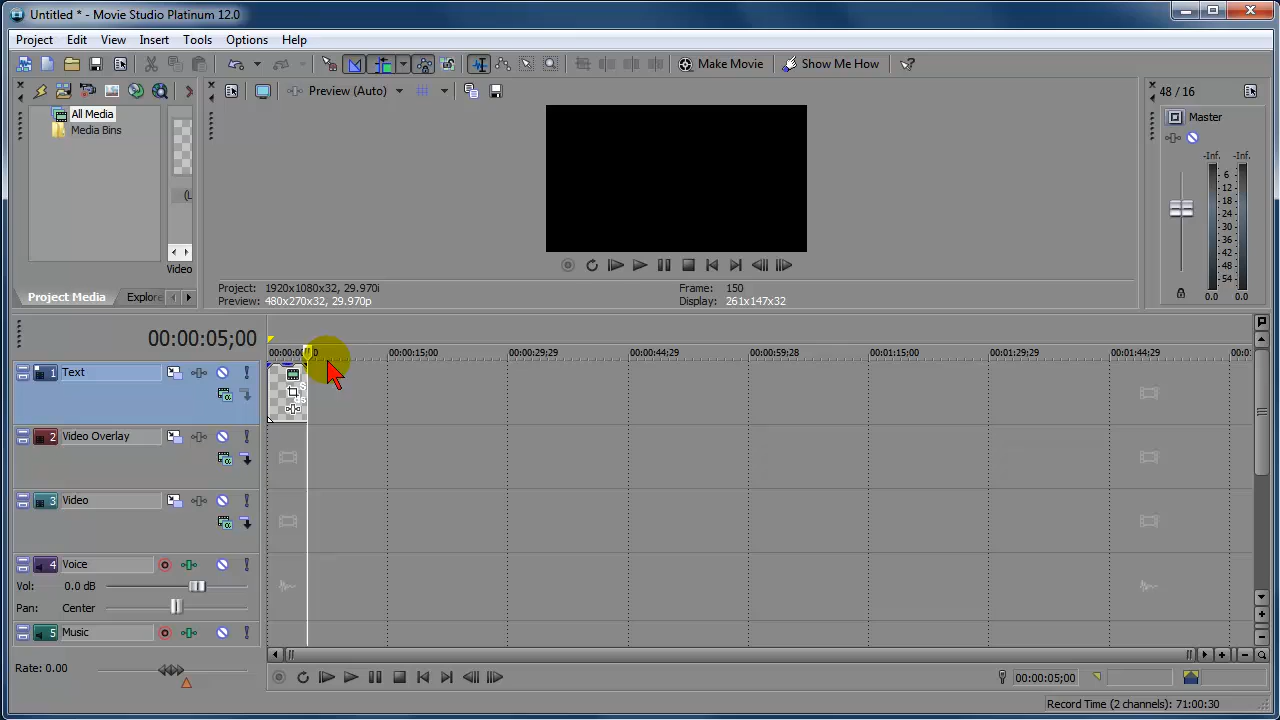 Untitled * - Movie Studio Platinum 12.0
Project Edit View Insert Tools Options Help
Make Movie Show Me How
All Media
Media Bins
Video
Project Media
Preview (Auto)
Project: 1920x1080x32, 29.970i
Preview: 480x270x32, 29.970p
Frame: 150
Display: 261x147x32
48 / 16
Master
-Inf. -Inf.
6
12
18
24
30
36
42
48
54
0.0 0.0
00:00:05;00
00:00:15;00 00:00:29;29 00:00:44;29 00:00:59;28 00:01:15;00 00:01:29;29 00:01:44;29
1 Text
2 Video Overlay
3 Video
4 Voice
Vol: 0.0 dB
Pan: Center
5 Music
Rate: 0.00
00:00:05;00
Record Time (2 channels): 71:00:30